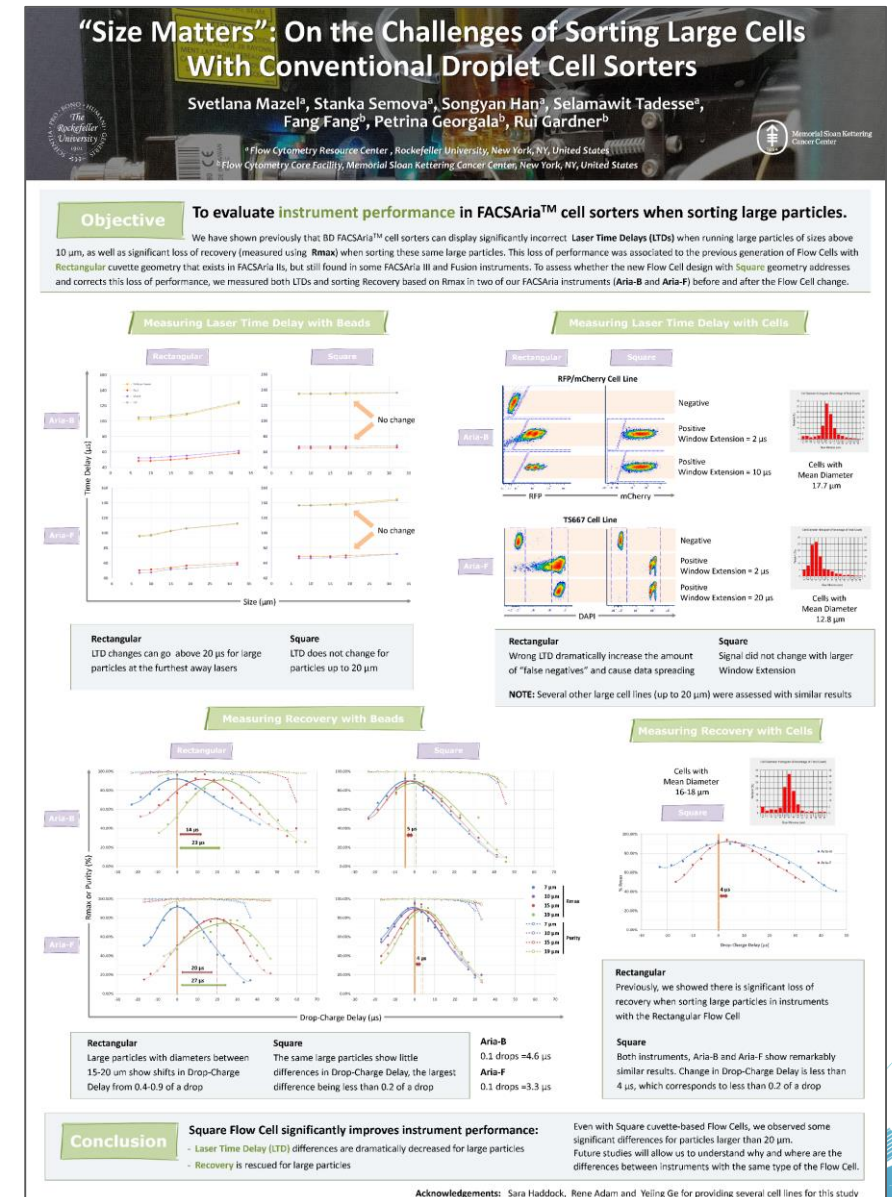 “Size Matters”: On the Challenges of Sorting Large Cells
With Conventional Droplet Cell Sorters
Svetlana Mazelᵃ, Stanka Semovaᵃ, Songyan Hanᵃ, Selamawit Tadesseᵃ,
Fang Fangᵇ, Petrina Georgalaᵇ, Rui Gardnerᵇ
ᵃ Flow Cytometry Resource Center , Rockefeller University, New York, NY, United States
ᵇ Flow Cytometry Core Facility, Memorial Sloan Kettering Cancer Center, New York, NY, United States
The
Rockefeller
University
1901
Memorial Sloan Kettering
Cancer Center
Objective
To evaluate instrument performance in FACSAria™ cell sorters when sorting large particles.
We have shown previously that BD FACSAria™ cell sorters can display significantly incorrect Laser Time Delays (LTDs) when running large particles of sizes above
10 µm, as well as significant loss of recovery (measured using Rmax) when sorting these same large particles. This loss of performance was associated to the previous generation of Flow Cells with
Rectangular cuvette geometry that exists in FACSAria IIs, but still found in some FACSAria III and Fusion instruments. To assess whether the new Flow Cell design with Square geometry addresses
and corrects this loss of performance, we measured both LTDs and sorting Recovery based on Rmax in two of our FACSAria instruments (Aria-B and Aria-F) before and after the Flow Cell change.
Measuring Laser Time Delay with Beads
Rectangular
Square
Aria-B
No change
Time Delay (µs)
Aria-F
No change
Size (µm)
Rectangular
LTD changes can go above 20 µs for large
particles at the furthest away lasers
Square
LTD does not change for
particles up to 20 µm
Measuring Laser Time Delay with Cells
Rectangular
Square
RFP/mCherry Cell Line
Aria-B
Negative
Positive
Window Extension = 2 µs
Positive
Window Extension = 10 µs
RFP
mCherry
Cells with
Mean Diameter
17.7 µm
TS667 Cell Line
Aria-F
Negative
Positive
Window Extension = 2 µs
Positive
Window Extension = 20 µs
DAPI
Cells with
Mean Diameter
12.8 µm
Rectangular
Wrong LTD dramatically increase the amount
of “false negatives” and cause data spreading
Square
Signal did not change with larger
Window Extension
NOTE: Several other large cell lines (up to 20 µm) were assessed with similar results
Measuring Recovery with Beads
Rectangular
Square
Aria-B
14 µs
23 µs
5 µs
Rmax or Purity (%)
Aria-F
20 µs
27 µs
4 µs
7 µm
10 µm
15 µm
19 µm
Rmax
7 µm
10 µm
15 µm
19 µm
Purity
Drop-Charge Delay (µs)
Rectangular
Large particles with diameters between
15-20 um show shifts in Drop-Charge
Delay from 0.4-0.9 of a drop
Square
The same large particles show little
differences in Drop-Charge Delay, the largest
difference being less than 0.2 of a drop
Aria-B
0.1 drops =4.6 µs
Aria-F
0.1 drops =3.3 µs
Measuring Recovery with Cells
Cells with
Mean Diameter
16-18 µm
Square
% Rmax
Aria-B
Aria-F
4 µs
Drop-Charge Delay (µs)
Rectangular
Previously, we showed there is significant loss of
recovery when sorting large particles in instruments
with the Rectangular Flow Cell
Square
Both instruments, Aria-B and Aria-F show remarkably
similar results. Change in Drop-Charge Delay is less than
4 µs, which corresponds to less than 0.2 of a drop
Conclusion
Square Flow Cell significantly improves instrument performance:
- Laser Time Delay (LTD) differences are dramatically decreased for large particles
- Recovery is rescued for large particles
Even with Square cuvette-based Flow Cells, we observed some
significant differences for particles larger than 20 µm.
Future studies will allow us to understand why and where are the
differences between instruments with the same type of the Flow Cell.
Acknowledgements: Sara Haddock, Rene Adam and Yejing Ge for providing several cell lines for this study